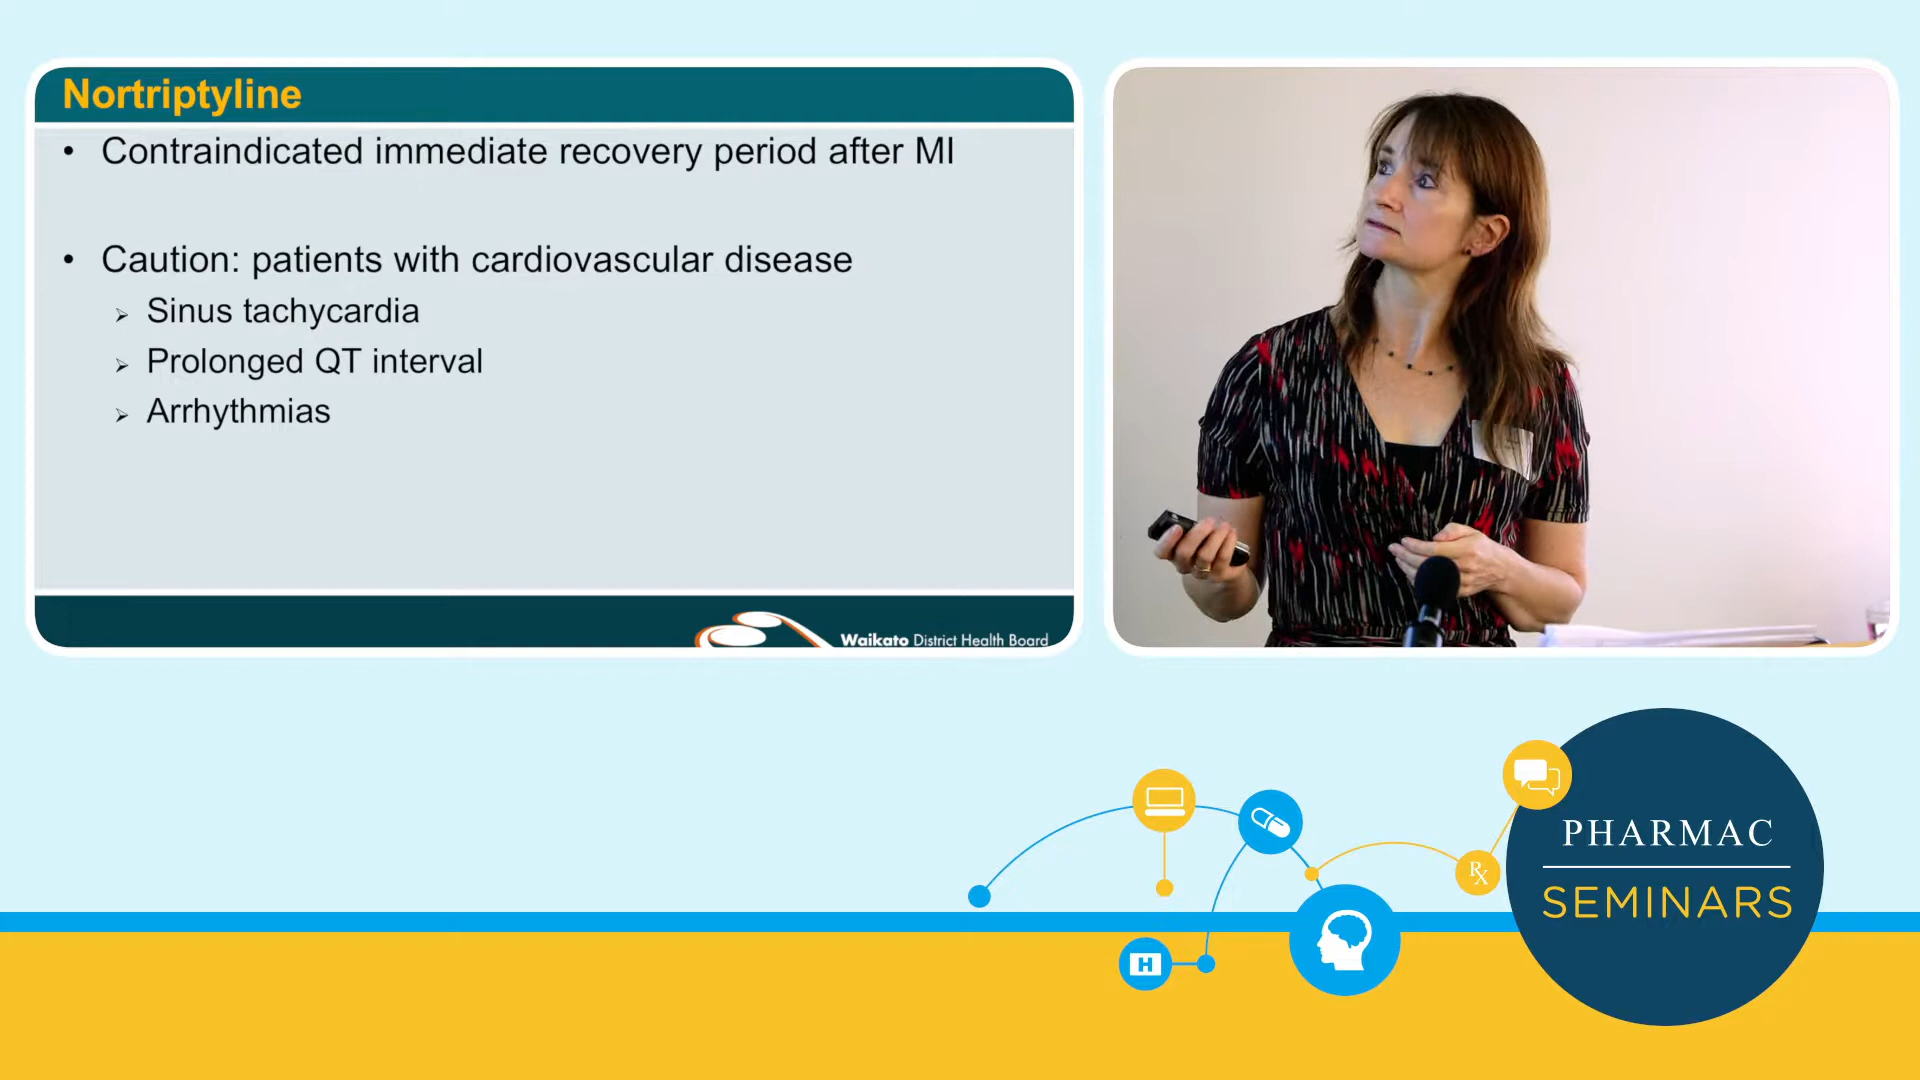 Nortriptyline
• Contraindicated immediate recovery period after MI
• Caution: patients with cardiovascular disease
➢ Sinus tachycardia
➢ Prolonged QT interval
➢ Arrhythmias
Waikato District Health Board
H
Rx
PHARMAC
SEMINARS